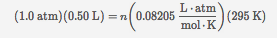 (1.0 atm)(0.50 L) = n(0.08205 L·atm / mol·K)(295 K)